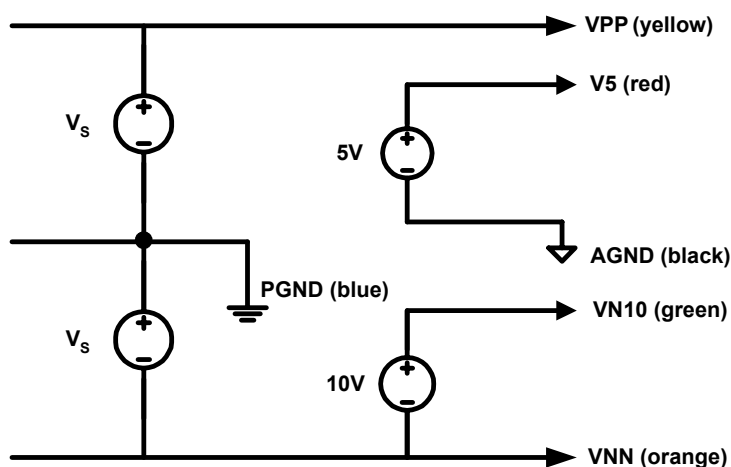 VPP (yellow)
V5 (red)
VS
5V
AGND (black)
PGND (blue)
VN10 (green)
VS
10V
VNN (orange)